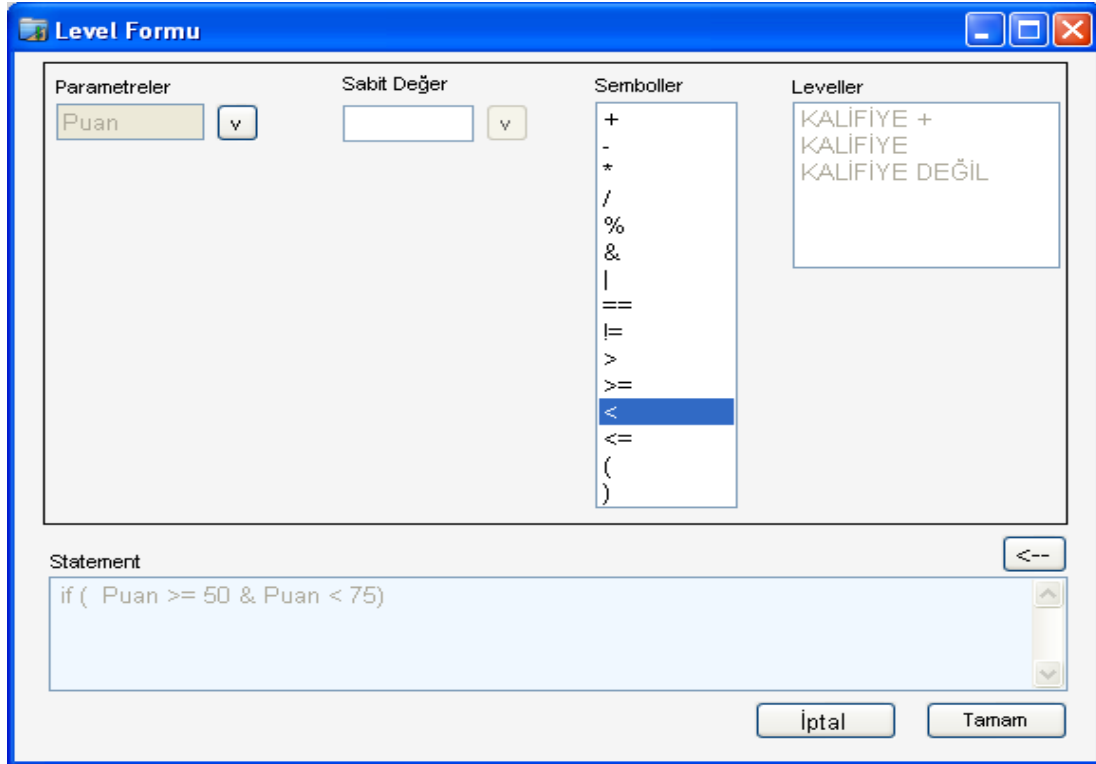 Level Formu
Parametreler
Puan
v
Sabit Değer
v
Semboller
+
-
*
/
%
&
|
==
!=
>
>=
<
<=
(
)
Leveller
KALİFİYE +
KALİFİYE
KALİFİYE DEĞİL
<--
Statement
if ( Puan >= 50 & Puan < 75)
İptal
Tamam